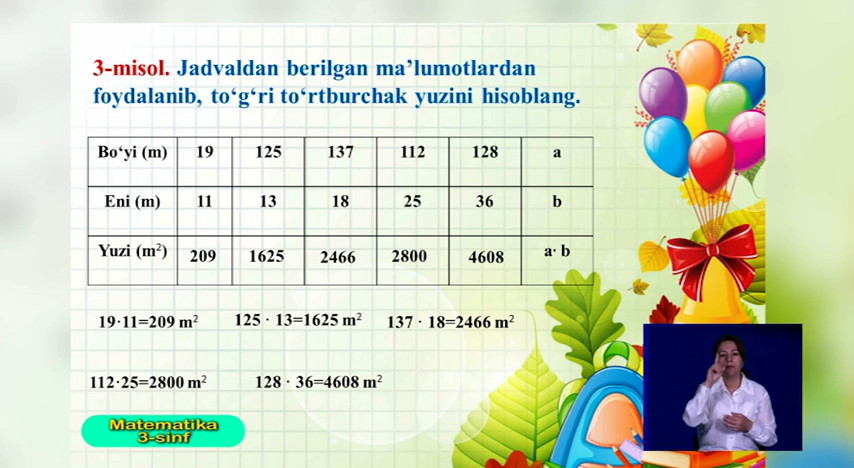 3-misol. Jadvaldan berilgan ma’lumotlardan
foydalanib, to‘g‘ri to‘rtburchak yuzini hisoblang.
Bo‘yi (m) 19 125 137 112 128 a
Eni (m) 11 13 18 25 36 b
Yuzi (m²) 209 1625 2466 2800 4608 a· b
19·11=209 m² 125 · 13=1625 m² 137 · 18=2466 m²
112·25=2800 m² 128 · 36=4608 m²
Matematika
3-sinf